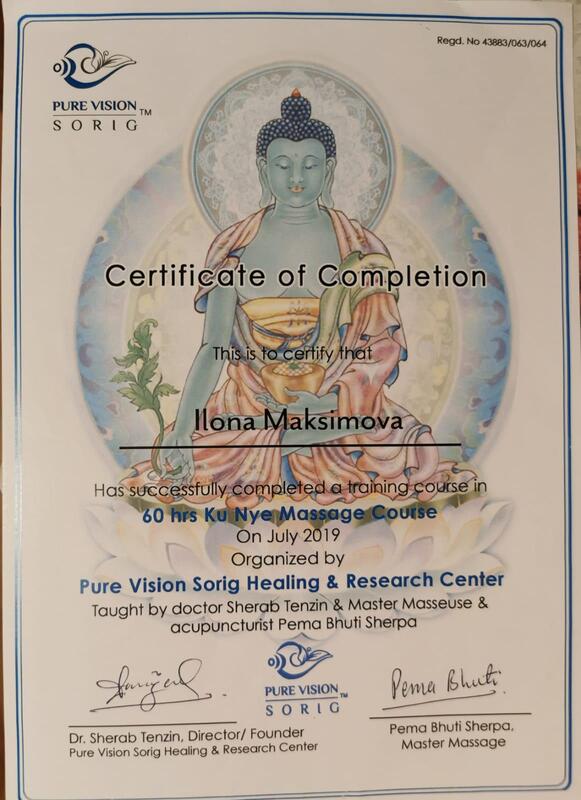 Regd. No 43883/063/064
PURE VISION TM
SORIG
Certificate of Completion
This is to certify that
Ilona Maksimova
Has successfully completed a training course in
60 hrs Ku Nye Massage Course
On July 2019
Organized by
Pure Vision Sorig Healing & Research Center
Taught by doctor Sherab Tenzin & Master Masseuse &
acupuncturist Pema Bhuti Sherpa
PURE VISION TM
SORIG
Pema Bhuti
Dr. Sherab Tenzin, Director/ Founder
Pure Vision Sorig Healing & Research Center
Pema Bhuti Sherpa,
Master Massage